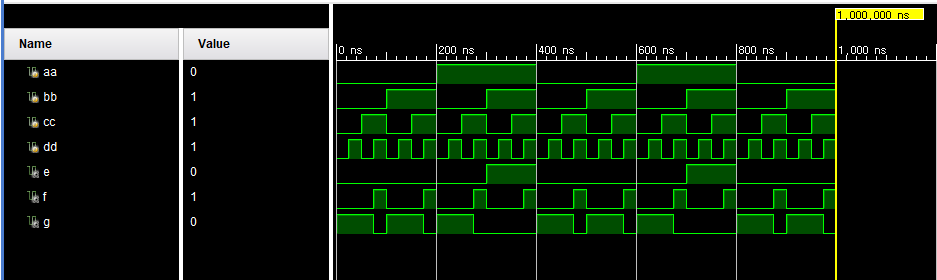 1,000,000 ns
Name Value
0 ns 200 ns 400 ns 600 ns 800 ns 1,000 ns
aa 0
bb 1
cc 1
dd 1
e 0
f 1
g 0